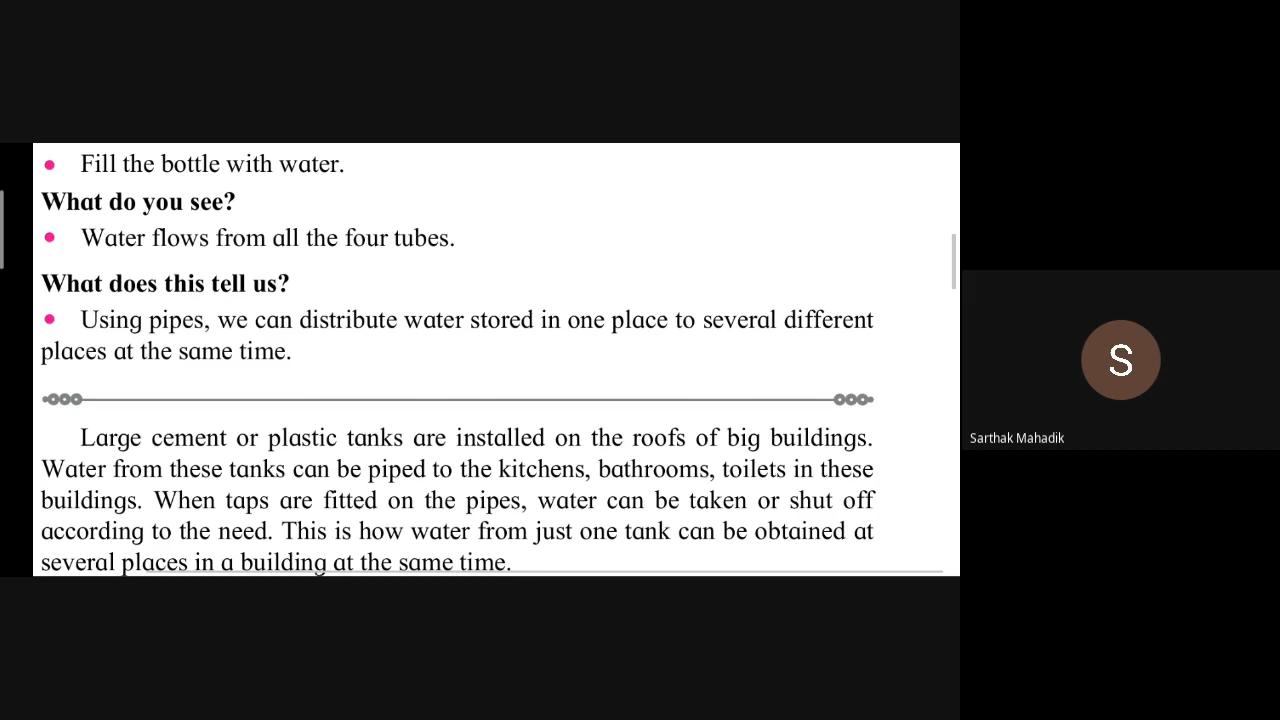 Fill the bottle with water.
What do you see?
Water flows from all the four tubes.
What does this tell us?
Using pipes, we can distribute water stored in one place to several different
places at the same time.
Large cement or plastic tanks are installed on the roofs of big buildings.
Water from these tanks can be piped to the kitchens, bathrooms, toilets in these
buildings. When taps are fitted on the pipes, water can be taken or shut off
according to the need. This is how water from just one tank can be obtained at
several places in a building at the same time.
S
Sarthak Mahadik